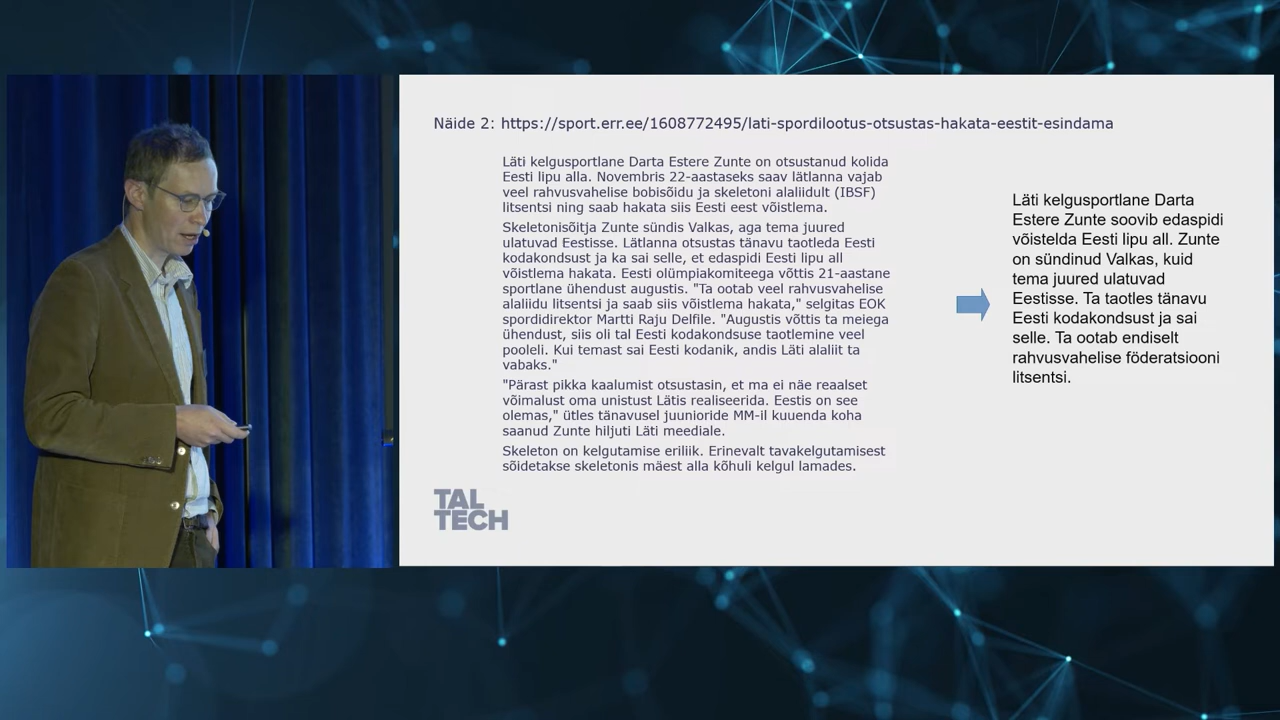 Näide 2: https://sport.err.ee/1608772495/lati-spordilootus-otsustas-hakata-eestit-esindama
Läti kelgusportlane Darta Estere Zunte on otsustanud kolida
Eesti lipu alla. Novembris 22-aastaseks saav lätlanna vajab
veel rahvusvahelise bobisõidu ja skeletoni alaliidult (IBSF)
litsentsi ning saab hakata siis Eesti eest võistlema.
Skeletonisõitja Zunte sündis Valkas, aga tema juured
ulatuvad Eestisse. Lätlanna otsustas tänavu taotleda Eesti
kodakondsust ja ka sai selle, et edaspidi Eesti lipu all
võistlema hakata. Eesti olümpiakomiteega võttis 21-aastane
sportlane ühendust augustis. "Ta ootab veel rahvusvahelise
alaliidu litsentsi ja saab siis võistlema hakata," selgitas EOK
spordidirektor Martti Raju Delfile. "Augustis võttis ta meiega
ühendust, siis oli tal Eesti kodakondsuse taotlemine veel
pooleli. Kui temast sai Eesti kodanik, andis Läti alaliit ta
vabaks."
"Pärast pikka kaalumist otsustasin, et ma ei näe reaalset
võimalust oma unistust Lätis realiseerida. Eestis on see
olemas," ütles tänavusel juunioride MM-il kuuenda koha
saanud Zunte hiljuti Läti meediale.
Skeleton on kelgutamise eriliik. Erinevalt tavakelgutamisest
sõidetakse skeletonis mäest alla kõhuli kelgul lamades.
Läti kelgusportlane Darta
Estere Zunte soovib edaspidi
võistelda Eesti lipu all. Zunte
on sündinud Valkas, kuid
tema juured ulatuvad
Eestisse. Ta taotles tänavu
Eesti kodakondsust ja sai
selle. Ta ootab endiselt
rahvusvahelise föderatsiooni
litsentsi.
TAL
TECH